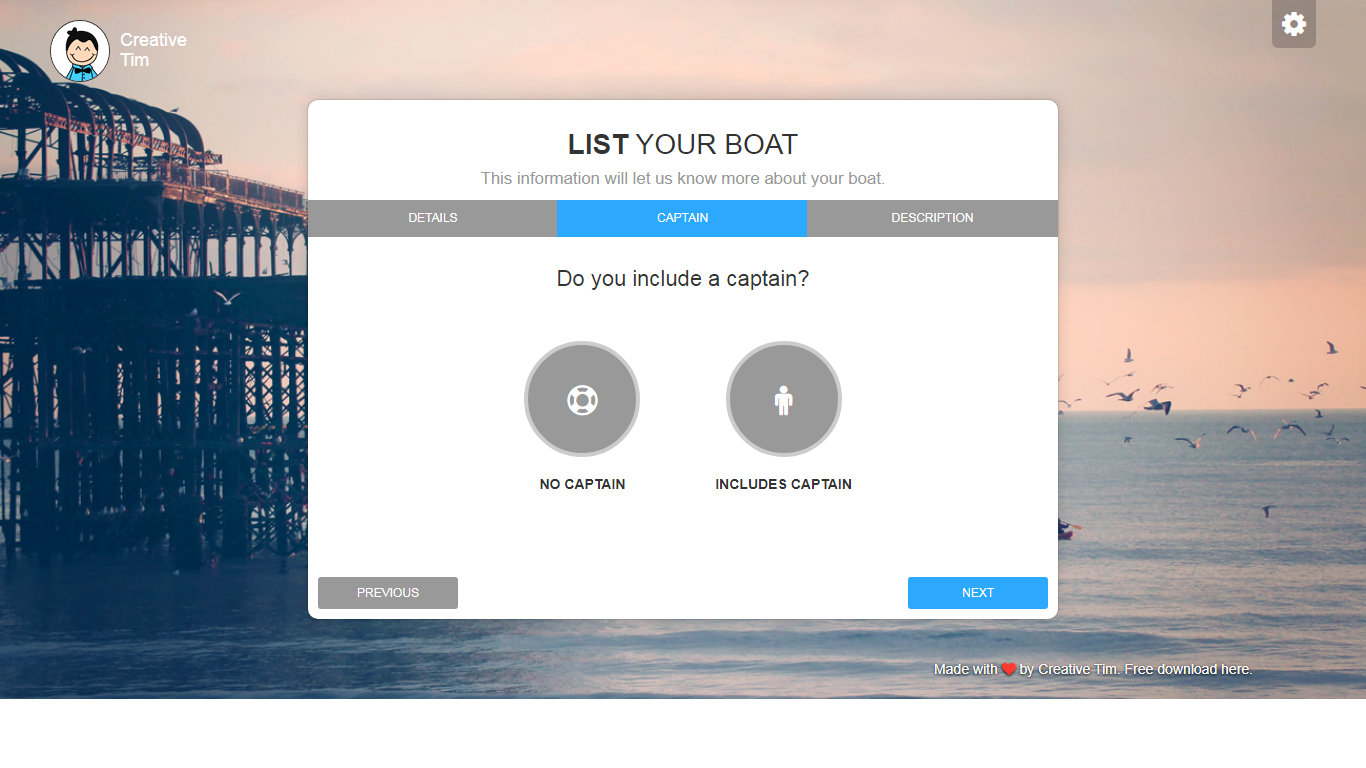 Creative
Tim
LIST YOUR BOAT
This information will let us know more about your boat.
DETAILS CAPTAIN DESCRIPTION
Do you include a captain?
NO CAPTAIN INCLUDES CAPTAIN
PREVIOUS NEXT
Made with ❤ by Creative Tim. Free download here.